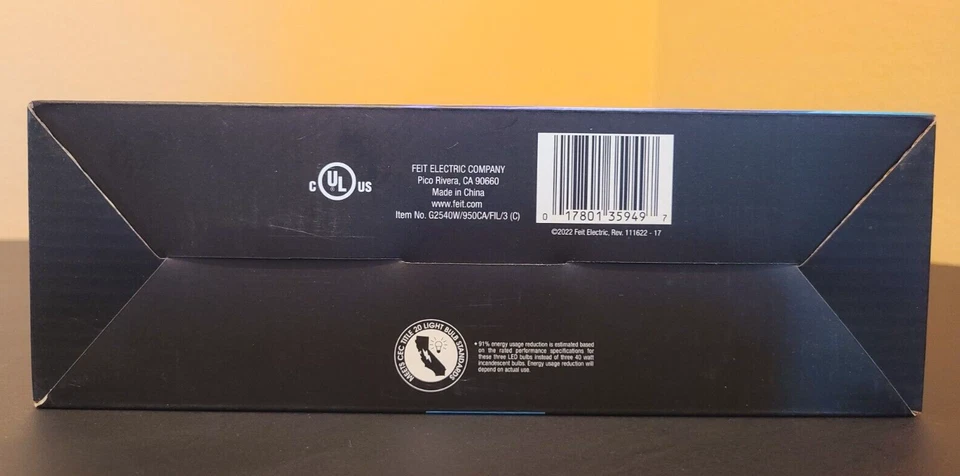 C UL US
FEIT ELECTRIC COMPANY
Pico Rivera, CA 90660
Made in China
www.feit.com
Item No. G2540W/950CA/FIL/3 (C)
0 17801 35949 7
©2022 Feit Electric, Rev. 111622 - 17
MEETS CEC TITLE 20 LIGHT BULB STANDARDS
• 91% energy usage reduction is estimated based
on the rated performance specifications for
these three LED bulbs instead of three 40 watt
incandescent bulbs. Energy usage reduction will
depend on actual use.